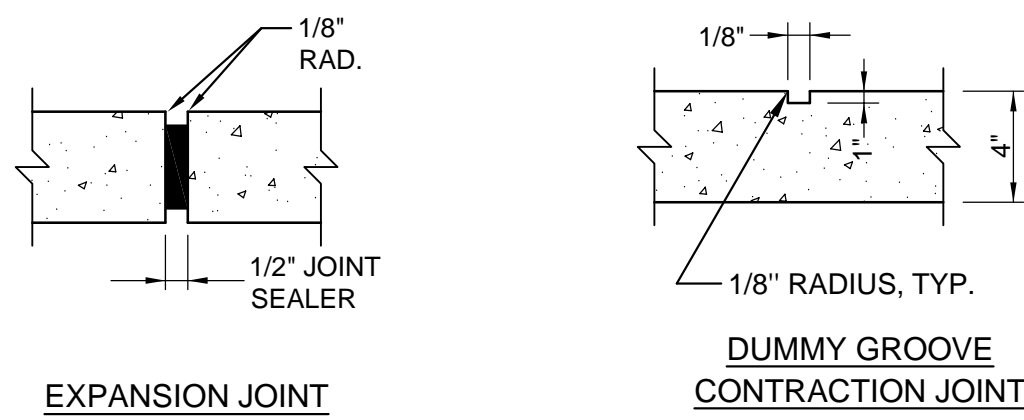 1/8"
RAD.
1/2" JOINT
SEALER
EXPANSION JOINT
1/8"
1"
4"
1/8" RADIUS, TYP.
DUMMY GROOVE
CONTRACTION JOINT